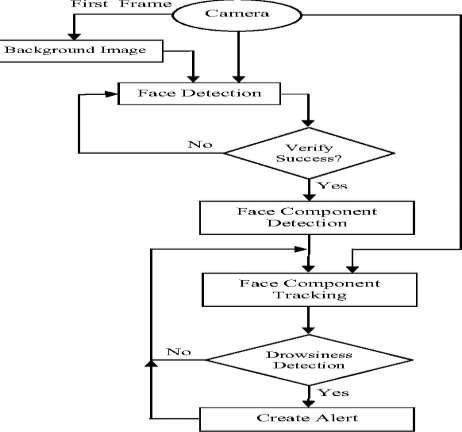 First Frame
Camera
Background Image
Face Detection
No
Verify
Success?
Yes
Face Component
Detection
Face Component
Tracking
No
Drowsiness
Detection
Yes
Create Alert